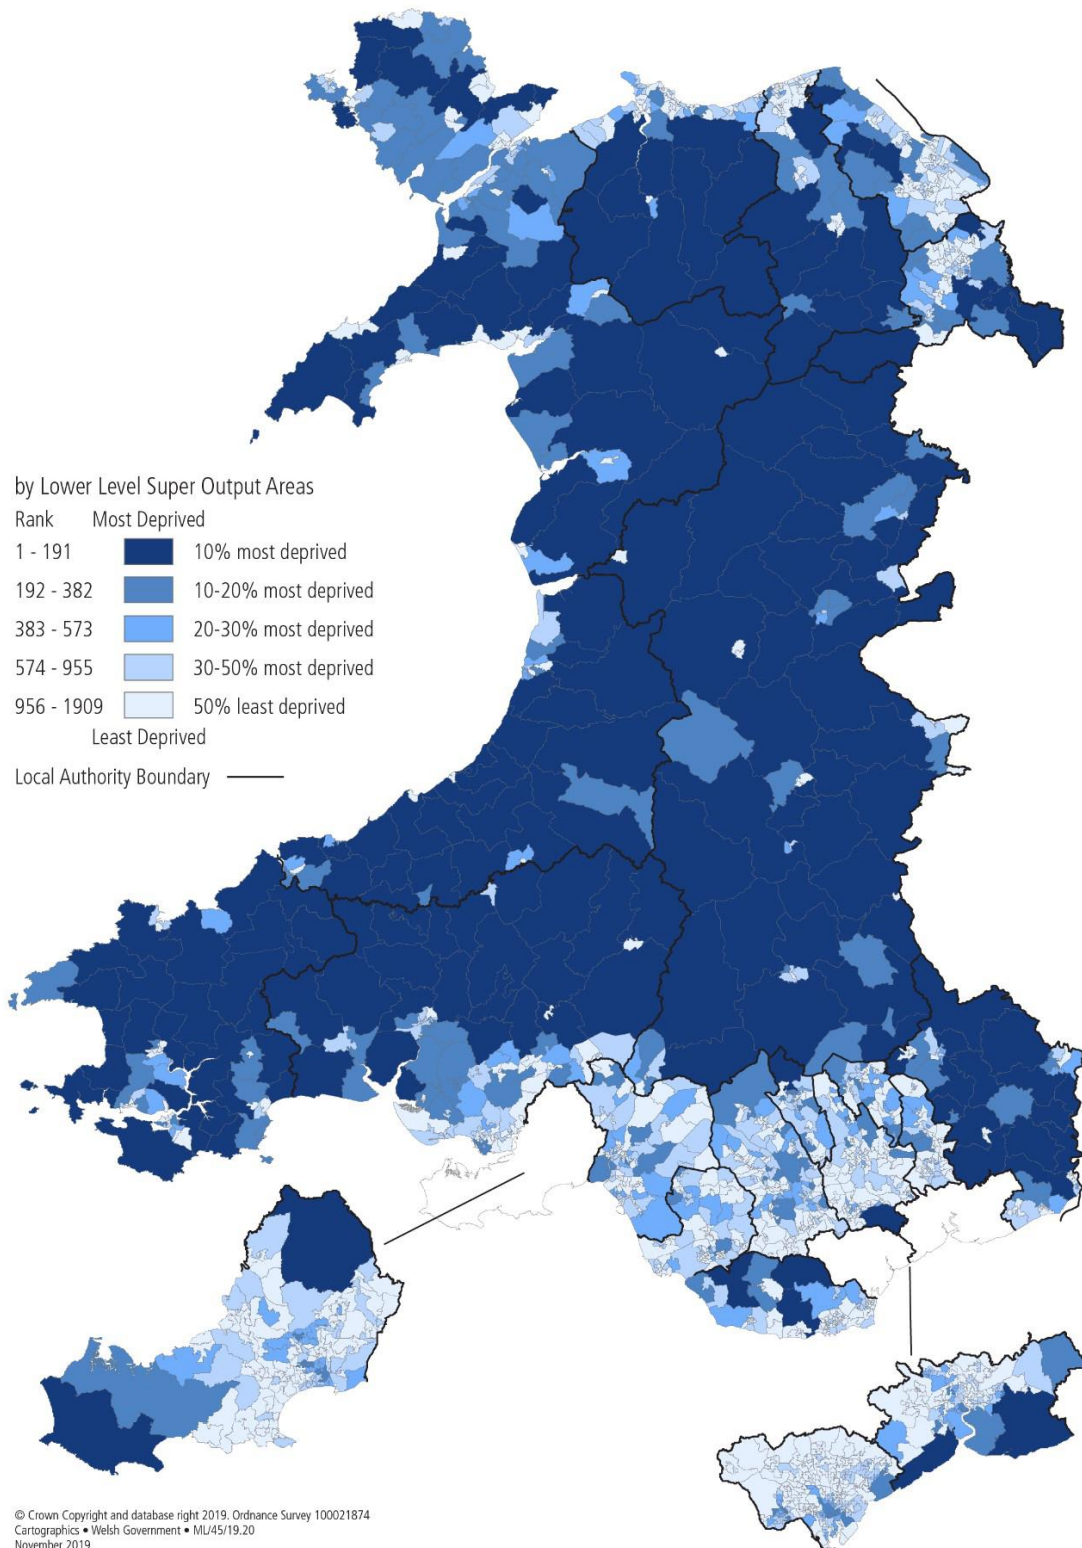 by Lower Level Super Output Areas
Rank Most Deprived
1 - 191 10% most deprived
192 - 382 10-20% most deprived
383 - 573 20-30% most deprived
574 - 955 30-50% most deprived
956 - 1909 50% least deprived
Least Deprived
Local Authority Boundary
© Crown Copyright and database right 2019. Ordnance Survey 100021874
Cartographics • Welsh Government • ML/45/19.20
November 2019